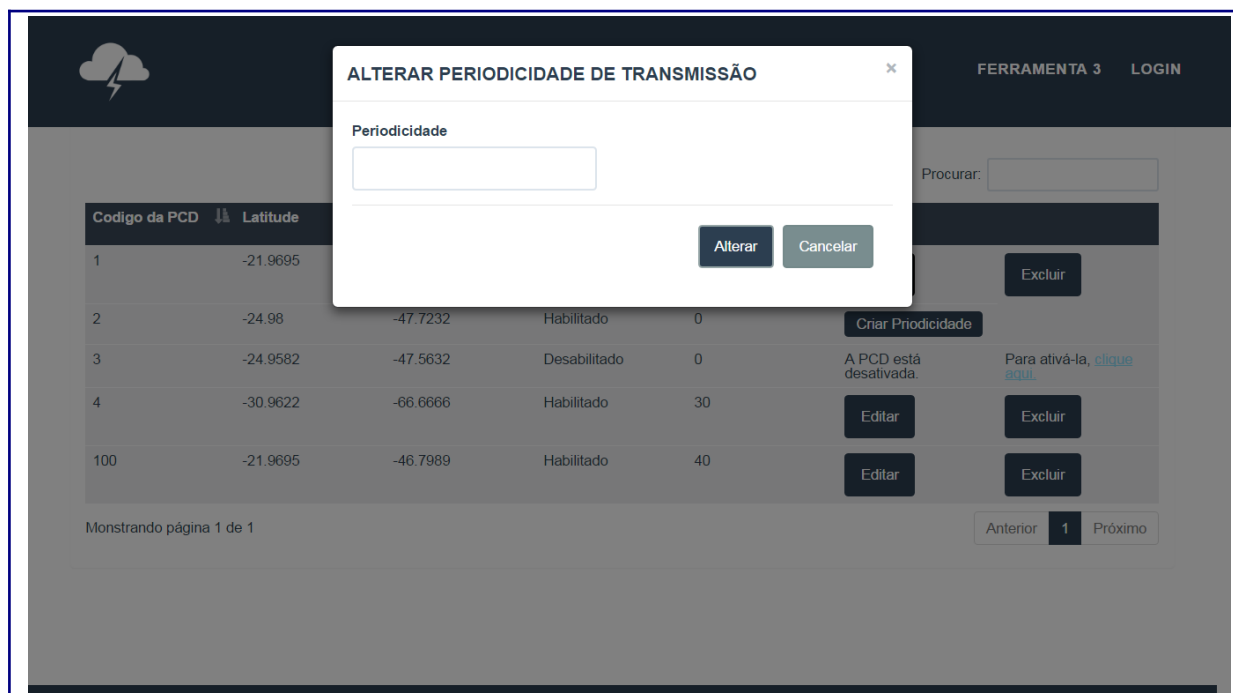 ALTERAR PERIODICIDADE DE TRANSMISSÃO ×
FERRAMENTA 3 LOGIN
Periodicidade
Procurar:
Alterar Cancelar
Codigo da PCD Latitude
1 -21.9695 Excluir
2 -24.98 -47.7232 Habilitado 0 Criar Priodicidade
3 -24.9582 -47.5632 Desabilitado 0 A PCD está desativada. Para ativá-la, clique aqui.
4 -30.9622 -66.6666 Habilitado 30 Editar Excluir
100 -21.9695 -46.7989 Habilitado 40 Editar Excluir
Monstrando página 1 de 1
Anterior 1 Próximo